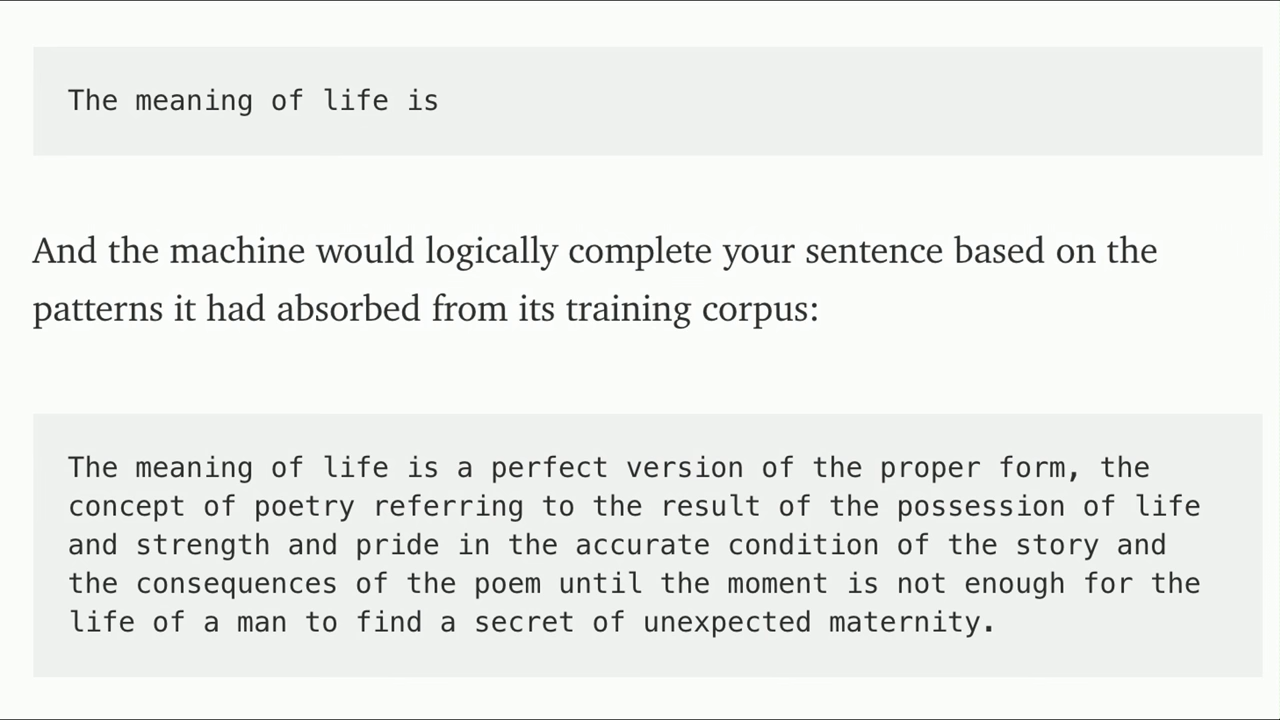 The meaning of life is
And the machine would logically complete your sentence based on the
patterns it had absorbed from its training corpus:
The meaning of life is a perfect version of the proper form, the
concept of poetry referring to the result of the possession of life
and strength and pride in the accurate condition of the story and
the consequences of the poem until the moment is not enough for the
life of a man to find a secret of unexpected maternity.